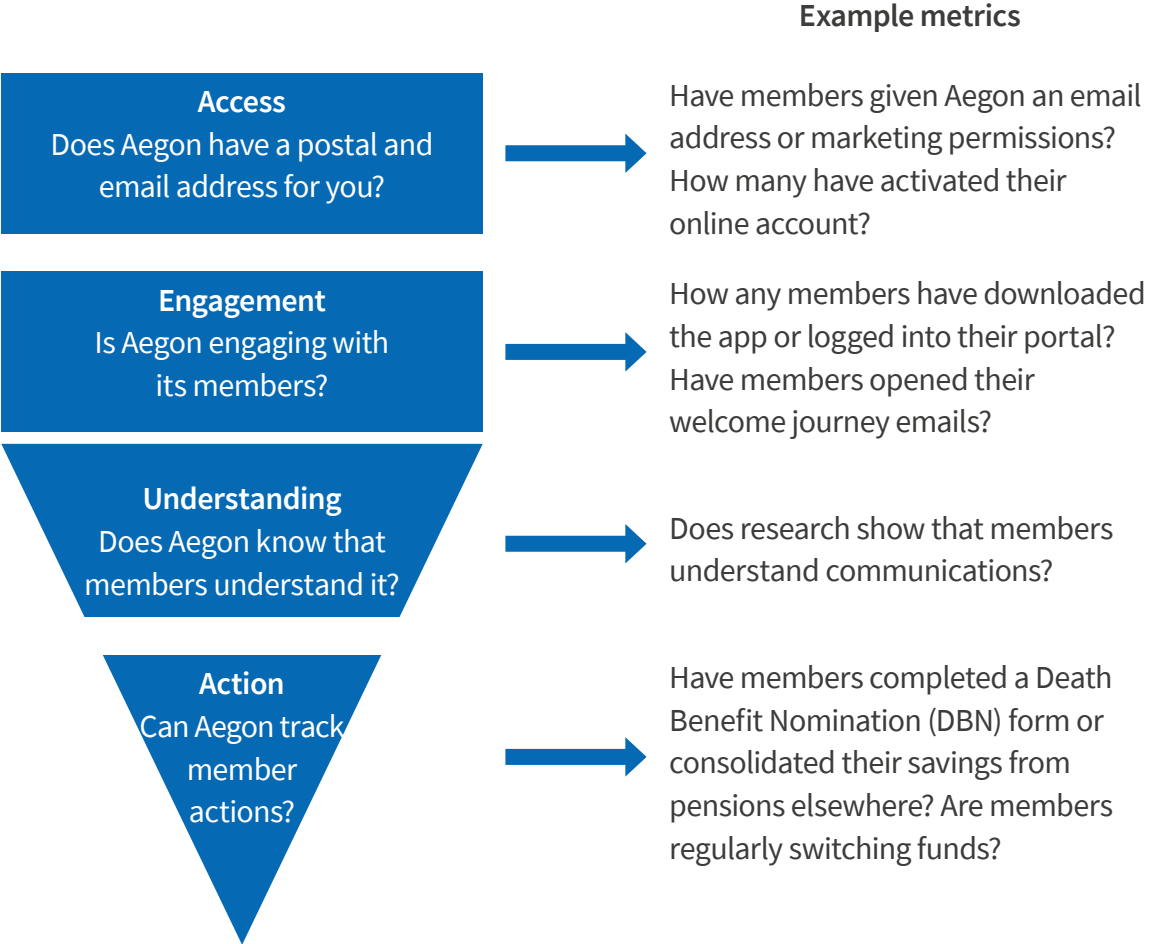 Example metrics
Access
Does Aegon have a postal and
email address for you?
Have members given Aegon an email
address or marketing permissions?
How many have activated their
online account?
Engagement
Is Aegon engaging with
its members?
How any members have downloaded
the app or logged into their portal?
Have members opened their
welcome journey emails?
Understanding
Does Aegon know that
members understand it?
Does research show that members
understand communications?
Action
Can Aegon track
member
actions?
Have members completed a Death
Benefit Nomination (DBN) form or
consolidated their savings from
pensions elsewhere? Are members
regularly switching funds?